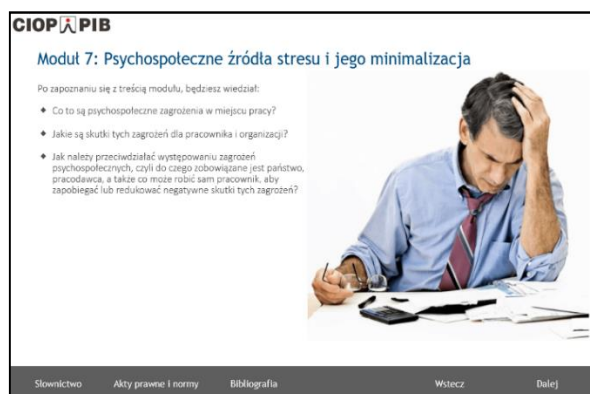 CIOP PIB
Moduł 7: Psychospołeczne źródła stresu i jego minimalizacja
Po zapoznaniu się z treścią modułu, będziesz wiedział:
Co to są psychospołeczne zagrożenia w miejscu pracy?
Jakie są skutki tych zagrożeń dla pracownika i organizacji?
Jak należy przeciwdziałać występowaniu zagrożeń
psychospołecznych, czyli do czego zobowiązane jest państwo,
pracodawca, a także co może robić sam pracownik, aby
zapobiegać lub redukować negatywne skutki tych zagrożeń?
Słownictwo Akty prawne i normy Bibliografia Wstecz Dalej